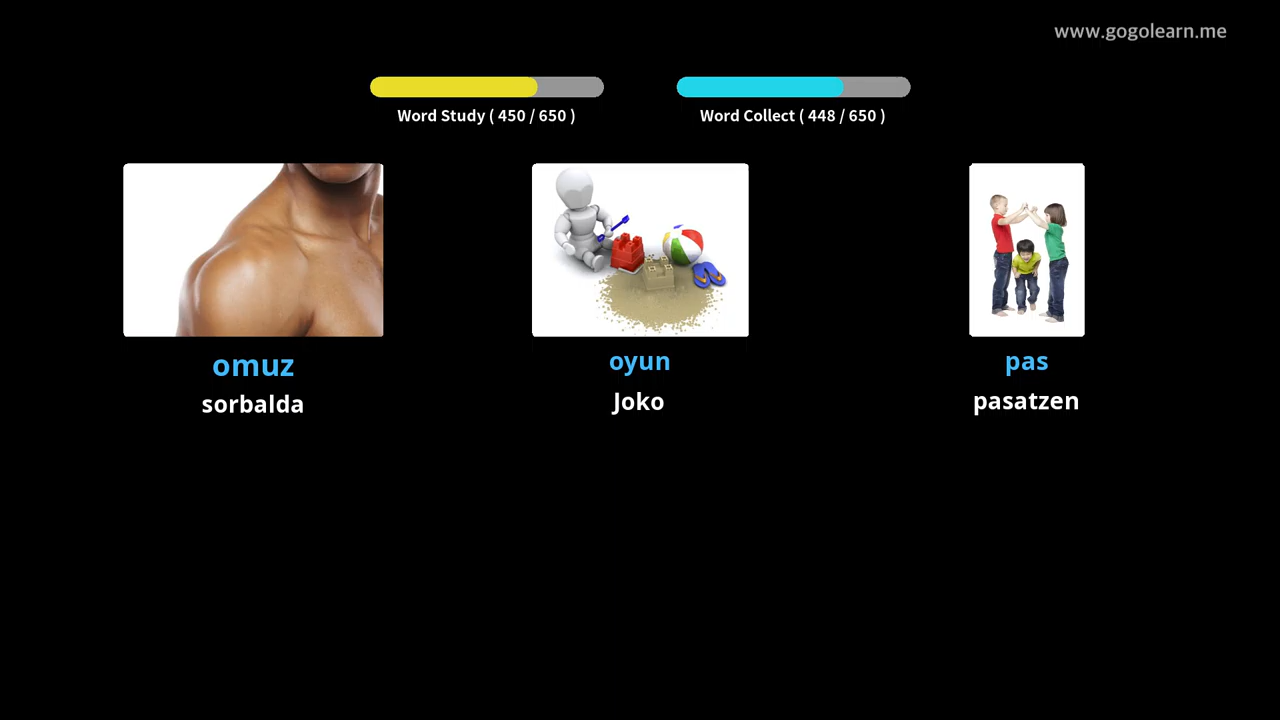 www.gogolearn.me
Word Study ( 450 / 650 )
Word Collect ( 448 / 650 )
omuz
sorbalda
oyun
Joko
pas
pasatzen